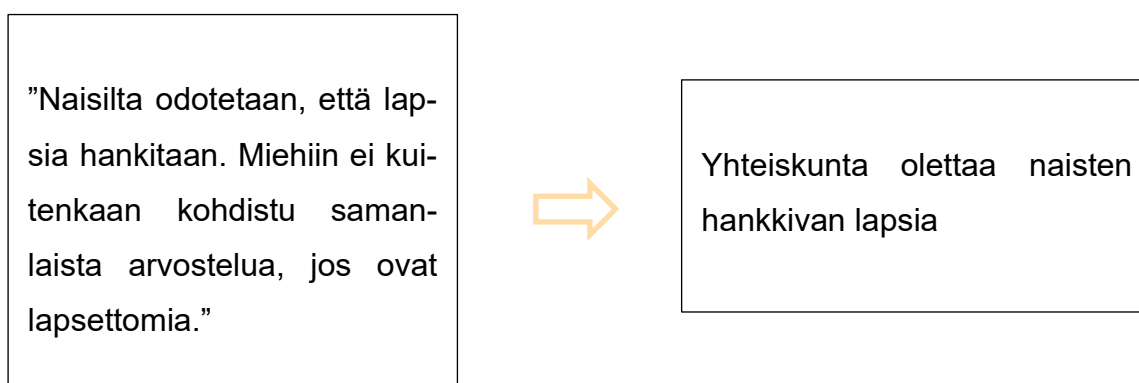 ”Naisilta odotetaan, että lap-
sia hankitaan. Miehiin ei kui-
tenkaan kohdistu saman-
laista arvostelua, jos ovat
lapsettomia.”
Yhteiskunta olettaa naisten
hankkivan lapsia